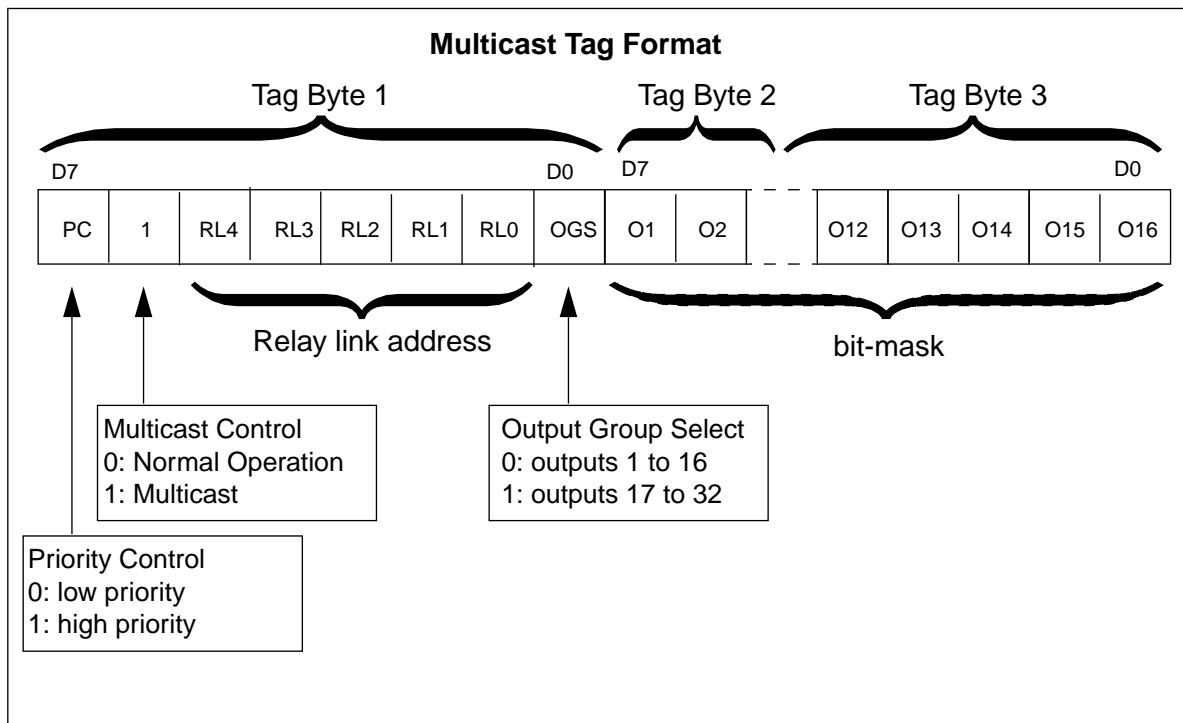 Multicast Tag Format
Tag Byte 1 Tag Byte 2 Tag Byte 3
D7 D0 D7 D0
PC 1 RL4 RL3 RL2 RL1 RL0 OGS O1 O2 O12 O13 O14 O15 O16
Relay link address bit-mask
Multicast Control
0: Normal Operation
1: Multicast
Output Group Select
0: outputs 1 to 16
1: outputs 17 to 32
Priority Control
0: low priority
1: high priority